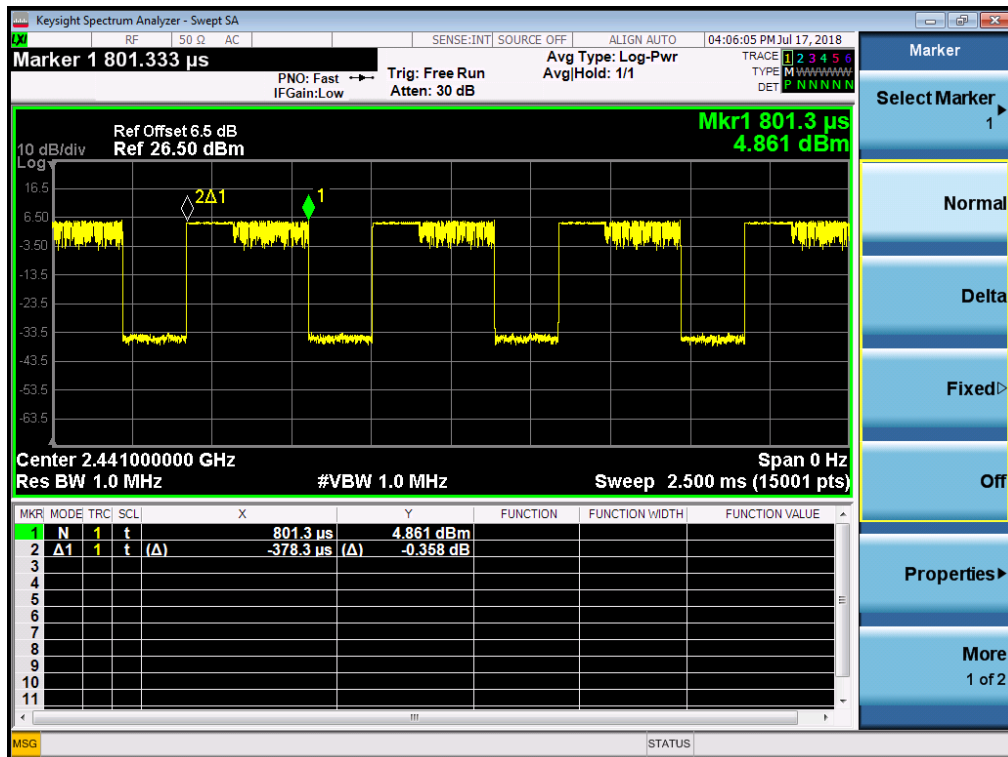 Keysight Spectrum Analyzer - Swept SA
LXI RF 50 Ω AC SENSE:INT SOURCE OFF ALIGN AUTO 04:06:05 PM Jul 17, 2018
Marker 1 801.333 µs
PNO: Fast
IFGain:Low
Trig: Free Run
Atten: 30 dB
Avg Type: Log-Pwr
Avg|Hold: 1/1
TRACE 1 2 3 4 5 6
TYPE M WWWWW
DET P N N N N N
Marker
Select Marker
1
Normal
Delta
Fixed
Off
Properties
More
1 of 2
Ref Offset 6.5 dB
10 dB/div Ref 26.50 dBm
Log
Mkr1 801.3 µs
4.861 dBm
2Δ1
1
16.5
6.50
-3.50
-13.5
-23.5
-33.5
-43.5
-53.5
-63.5
Center 2.441000000 GHz Span 0 Hz
Res BW 1.0 MHz #VBW 1.0 MHz Sweep 2.500 ms (15001 pts)
MKR MODE TRC SCL X Y FUNCTION FUNCTION WIDTH FUNCTION VALUE
1 N 1 t 801.3 µs 4.861 dBm
2 Δ1 1 t (Δ) -378.3 µs (Δ) -0.358 dB
3
4
5
6
7
8
9
10
11
MSG STATUS